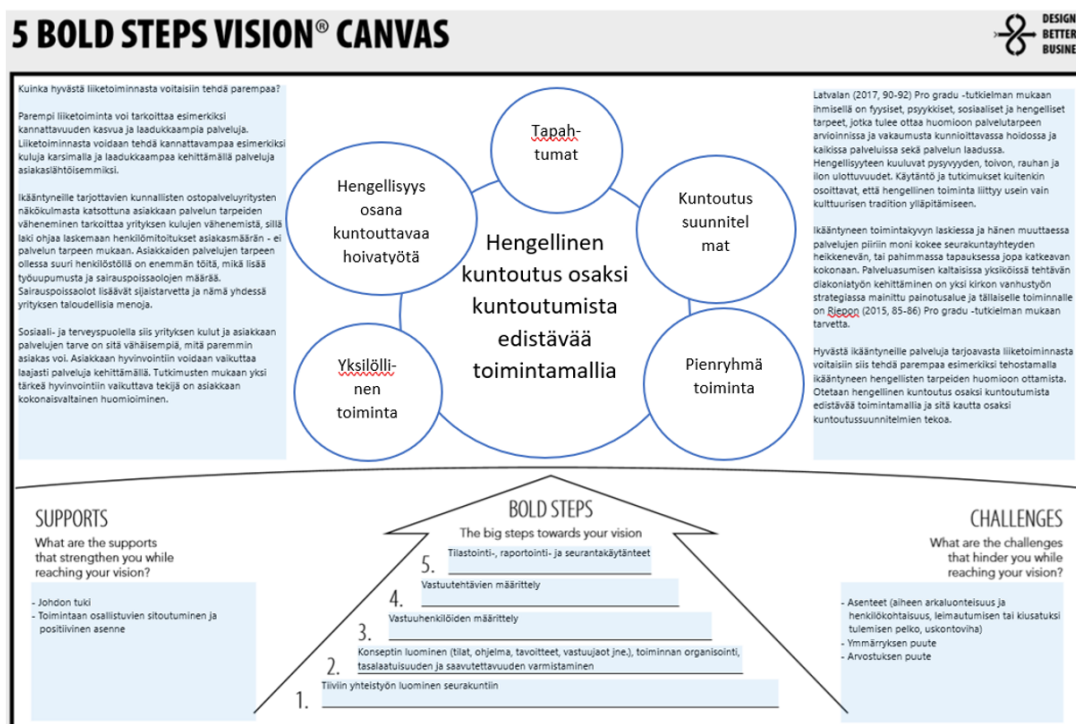 5 BOLD STEPS VISION® CANVAS
DESIGN
BETTER
BUSINE
Kuinka hyvästä liiketoiminnasta voitaisiin tehdä parempaa?
Parempi liiketoiminta voi tarkoittaa esimerkiksi
kannattavuuden kasvua ja laadukkaampia palveluja.
Liiketoiminnasta voidaan tehdä kannattavampaa esimerkiksi
kuluja karsimalla ja laadukkaampaa kehittämällä palveluja
asiakaslähtöisemmiksi.
Ikääntyneille tarjottavien kunnallisten ostopalveluyritysten
näkökulmasta katsottuna asiakkaan palvelun tarpeiden
väheneminen tarkoittaa yrityksen kulujen vähenemistä, sillä
laki ohjaa laskemaan henkilömitoitukset asiakasmäärän - ei
palvelun tarpeen mukaan. Asiakkaiden palvelujen tarpeen
ollessa suuri henkilöstöllä on enemmän töitä, mikä lisää
työuupumusta ja sairauspoissaolojen määrää.
Sairauspoissaolot lisäävät sijaistarvetta ja nämä yhdessä
yrityksen taloudellisia menoja.
Sosiaali- ja terveyspuolella siis yrityksen kulut ja asiakkaan
palvelujen tarve on sitä vähäisempiä, mitä paremmin
asiakas voi. Asiakkaan hyvinvointiin voidaan vaikuttaa
laajasti palveluja kehittämällä. Tutkimusten mukaan yksi
tärkeä hyvinvointiin vaikuttava tekijä on asiakkaan
kokonaisvaltainen huomioiminen.
Tapah-
tumat
Hengellisyys
osana
kuntouttavaa
hoivatyötä
Kuntoutus
suunnitel
mat
Hengellinen
kuntoutus osaksi
kuntoutumista
edistävää
toimintamallia
Yksilölli-
nen
toiminta
Pienryhmä
toiminta
Latvalan (2017, 90-92) Pro gradu -tutkielman mukaan
ihmisellä on fyysiset, psyykkiset, sosiaaliset ja hengelliset
tarpeet, jotka tulee ottaa huomioon palvelutarpeen
arvioinnissa ja vakaumusta kunnioittavassa hoidossa ja
kaikissa palveluissa sekä palvelun laadussa.
Hengellisyyteen kuuluvat pysyvyyden, toivon, rauhan ja
ilon ulottuvuudet. Käytäntö ja tutkimukset kuitenkin
osoittavat, että hengellinen toiminta liittyy usein vain
kulttuurisen tradition ylläpitämiseen.
Ikääntyneen toimintakyvyn laskiessa ja hänen muuttaessa
palvelujen piiriin moni kokee seurakuntayhteyden
heikkenevän, tai pahimmassa tapauksessa jopa katkeavan
kokonaan. Palveluasumisen kaltaisissa yksiköissä tehtävän
diakoniatyön kehittäminen on yksi kirkon vanhustyön
strategiassa mainittu painotusalue ja tällaiselle toiminnalle
on Riepon (2015, 85-86) Pro gradu -tutkielman mukaan
tarvetta.
Hyvästä ikääntyneille palveluja tarjoavasta liiketoiminnasta
voitaisiin siis tehdä parempaa esimerkiksi tehostamalla
ikääntyneen hengellisten tarpeiden huomioon ottamista.
Otetaan hengellinen kuntoutus osaksi kuntoutumista
edistävää toimintamallia ja sitä kautta osaksi
kuntoutussuunnitelmien tekoa.
SUPPORTS
What are the supports
that strengthen you while
reaching your vision?
- Johdon tuki
- Toimintaan osallistuvien sitoutuminen ja
positiivinen asenne
BOLD STEPS
The big steps towards your vision
5. Tilastointi-, raportointi- ja seurantakäytänteet
4. Vastuutehtävien määrittely
3. Vastuuhenkilöiden määrittely
2. Konseptin luominen (tilat, ohjelma, tavoitteet, vastuujaot jne.), toiminnan organisointi,
tasalaatuisuuden ja saavutettavuuden varmistaminen
1. Tiiviin yhteistyön luominen seurakuntiin
CHALLENGES
What are the challenges
that hinder you while
reaching your vision?
- Asenteet (aiheen arkaluonteisuus ja
henkilökohtaisuus, leimautumisen tai kiusatuksi
tulemisen pelko, uskontoviha)
- Ymmärryksen puute
- Arvostuksen puute